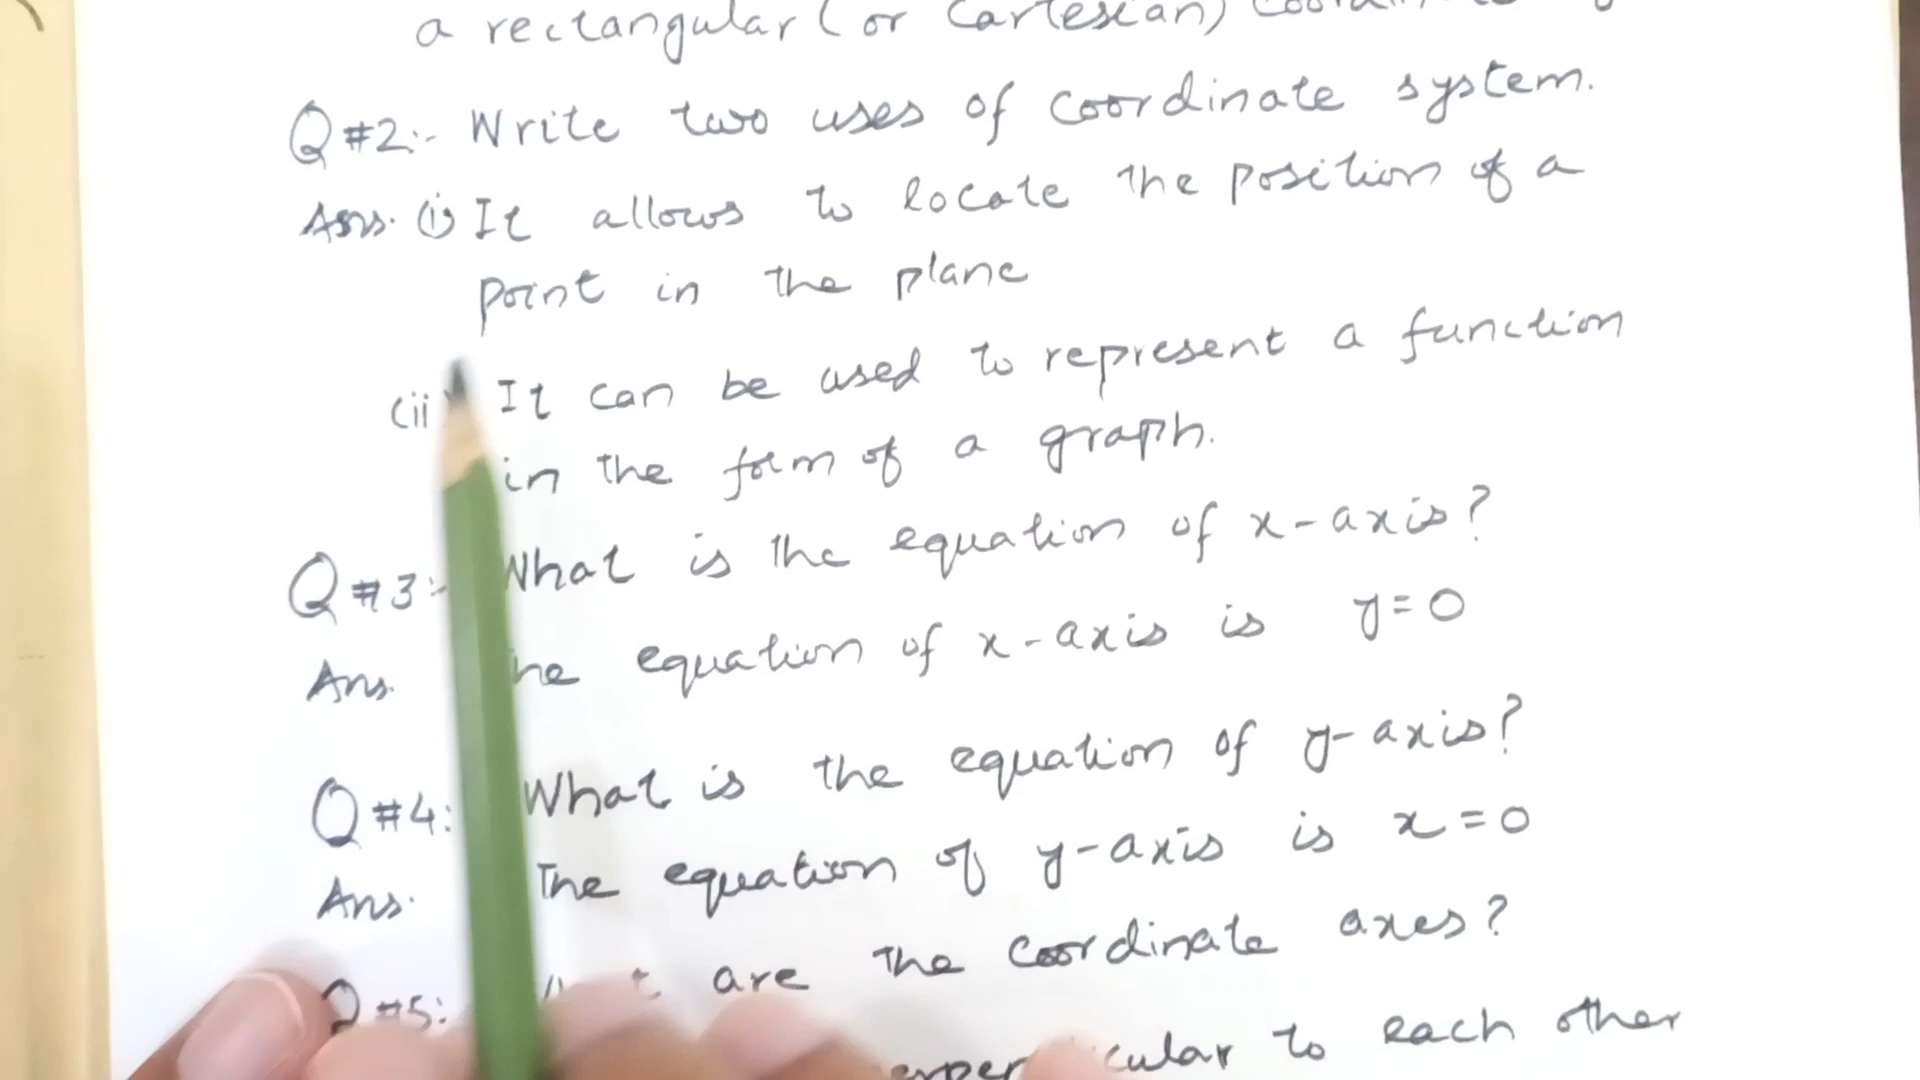 a rectangular (or Cartesian)
Q#2:- Write two uses of coordinate system.
Ans. (i) It allows to locate the position of a
point in the plane
(ii) It can be used to represent a function
in the form of a graph.
Q#3:- What is the equation of x-axis?
Ans. The equation of x-axis is y=0
Q#4: What is the equation of y-axis?
Ans. The equation of y-axis is x=0
Q#5: are the coordinate axes?
to each other